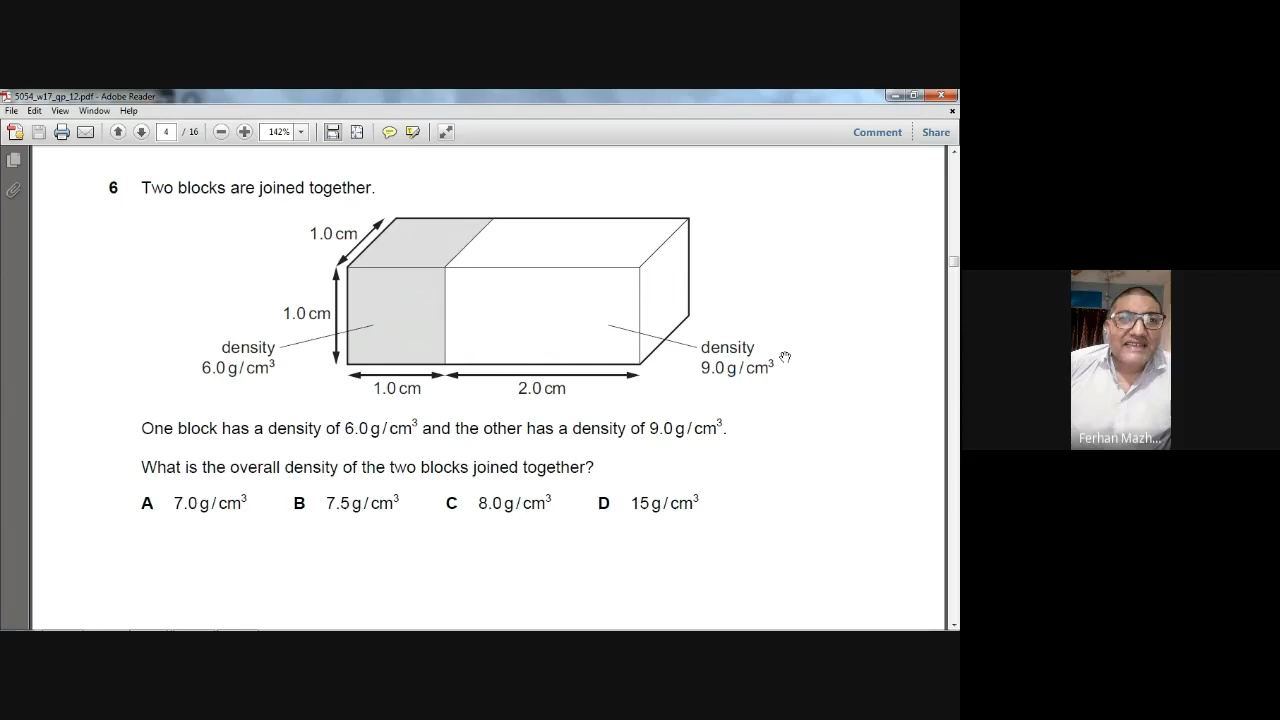 5054_w17_qp_12.pdf - Adobe Reader
File Edit View Window Help
4 / 16 142% Comment Share
6 Two blocks are joined together.
1.0 cm
1.0 cm
density
6.0 g / cm³
density
9.0 g / cm³
1.0 cm 2.0 cm
One block has a density of 6.0 g / cm³ and the other has a density of 9.0 g / cm³.
What is the overall density of the two blocks joined together?
A 7.0 g / cm³ B 7.5 g / cm³ C 8.0 g / cm³ D 15 g / cm³
Ferhan Mazh...